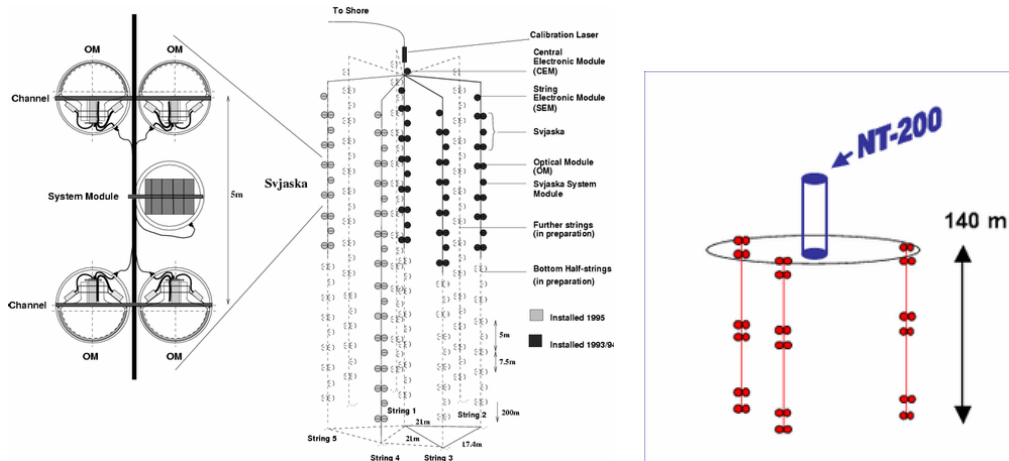 OM
OM
Channel
System Module
5m
Channel
OM
OM
Svjaska
To Shore
Calibration Laser
Central
Electronic Module
(CEM)
String
Electronic Module
(SEM)
Svjaska
Optical Module
(OM)
Svjaska System
Module
Further strings
(in preparation)
Bottom Half-strings
(in preparation)
Installed 1995
Installed 1993/94
5m
7.5m
200m
String 1
String 2
21m
String 5
21m
17.4m
String 4
String 3
NT-200
140 m